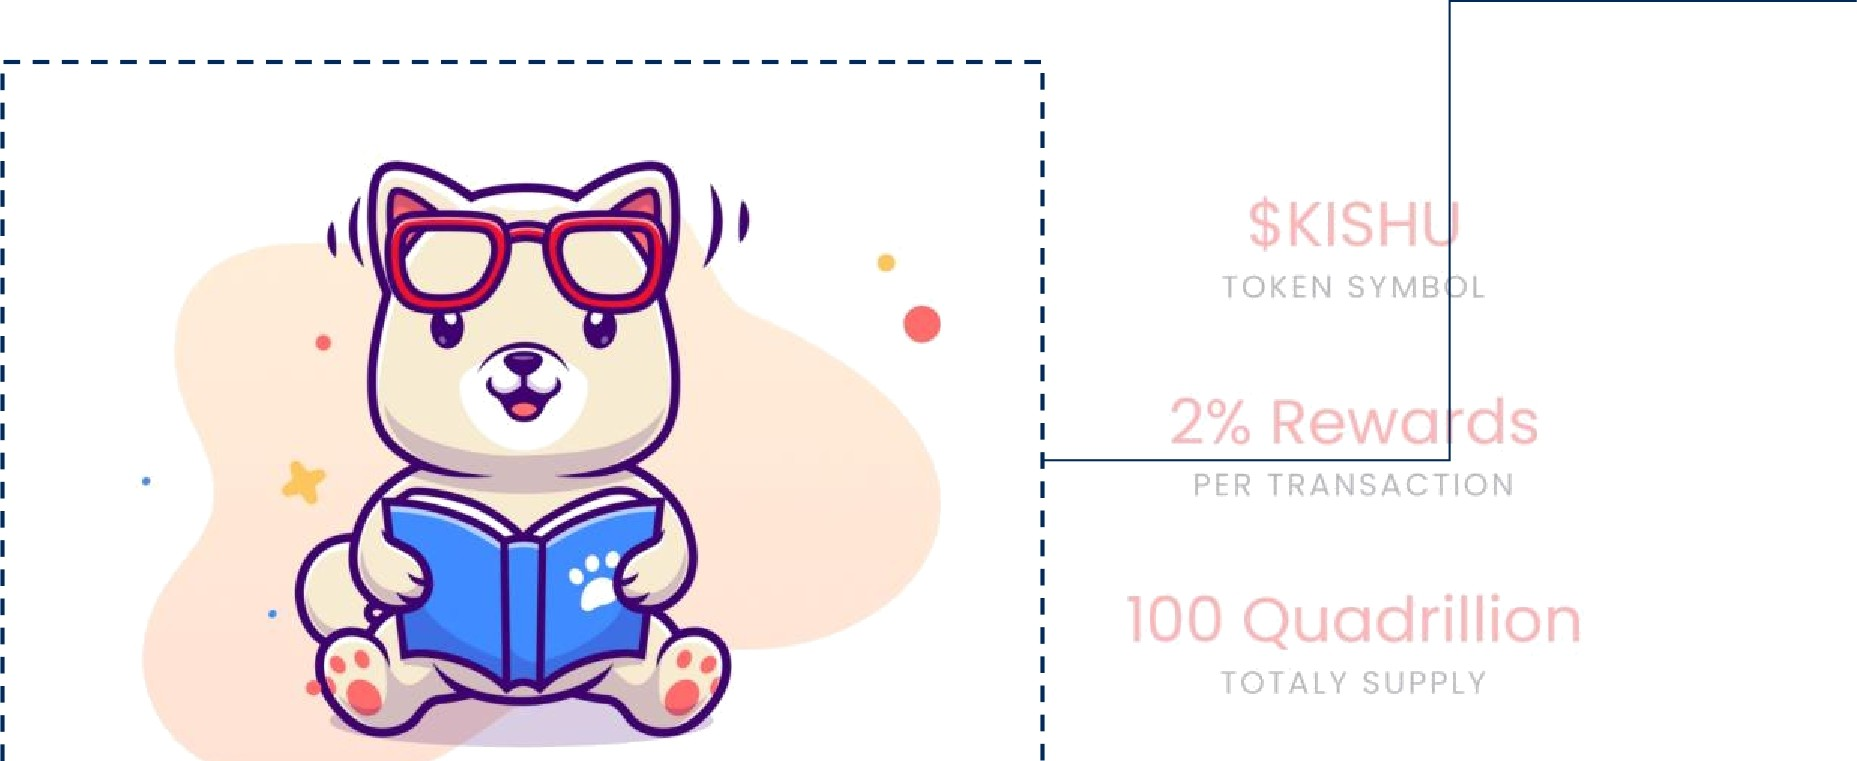 $KISHU
TOKEN SYMBOL
2% Rewards
PER TRANSACTION
100 Quadrillion
TOTALY SUPPLY